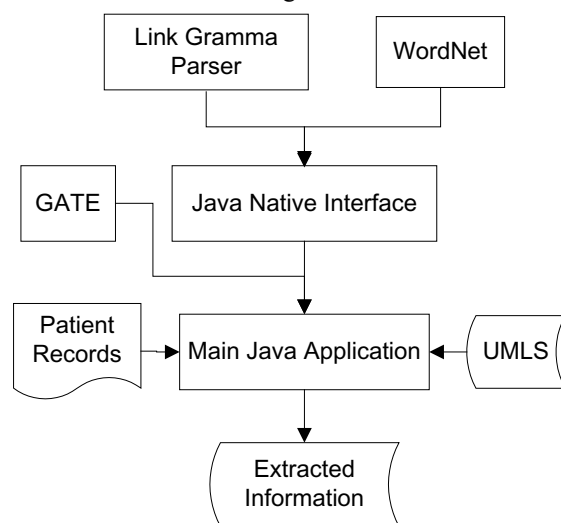 Link Gramma
Parser
WordNet
GATE
Java Native Interface
Patient
Records
Main Java Application
UMLS
Extracted
Information